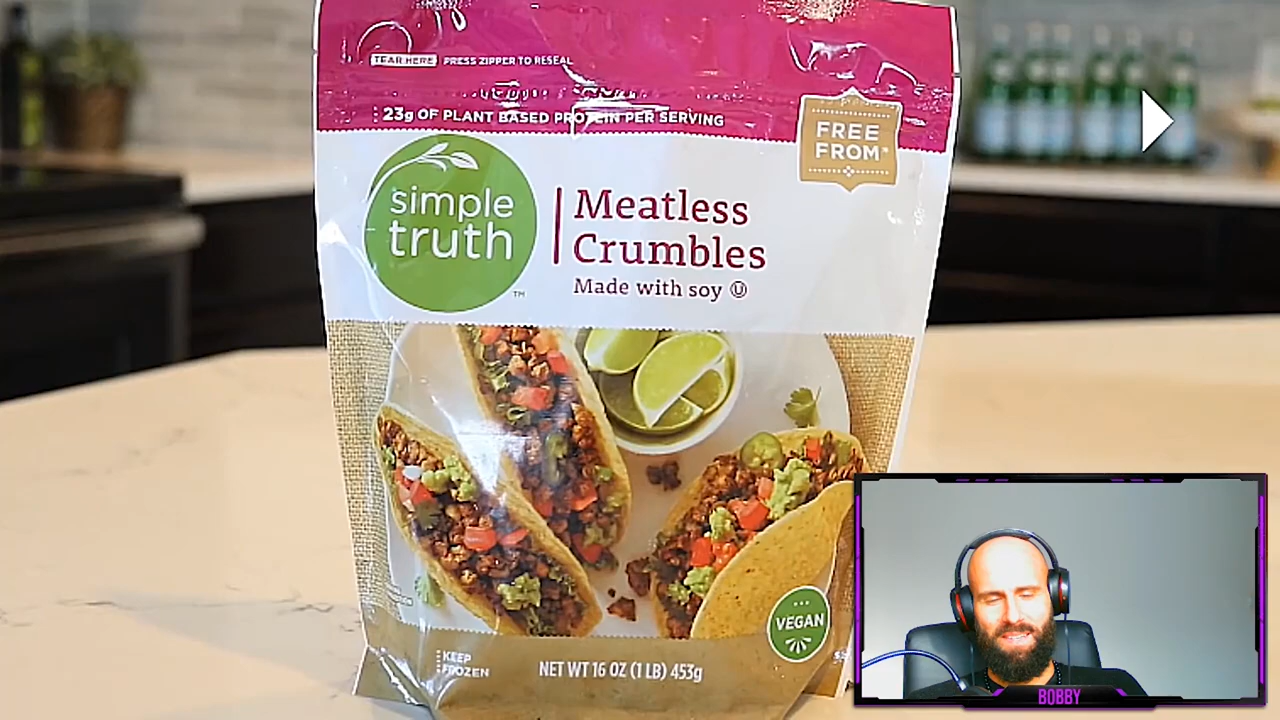 TEAR HERE PRESS ZIPPER TO RESEAL
23g OF PLANT BASED PROTEIN PER SERVING
FREE
FROM
simple
truth
TM
Meatless
Crumbles
Made with soy U
VEGAN
KEEP
FROZEN
NET WT 16 OZ (1 LB) 453g
BOBBY